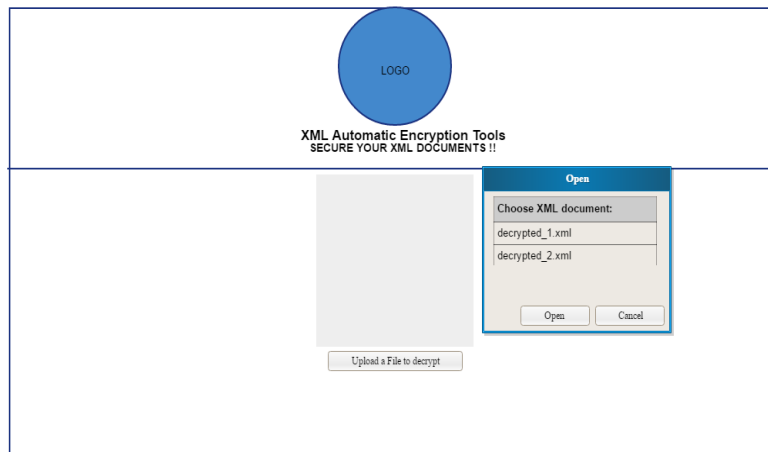 LOGO
XML Automatic Encryption Tools
SECURE YOUR XML DOCUMENTS !!
Open
Choose XML document:
decrypted_1.xml
decrypted_2.xml
Open
Cancel
Upload a File to decrypt